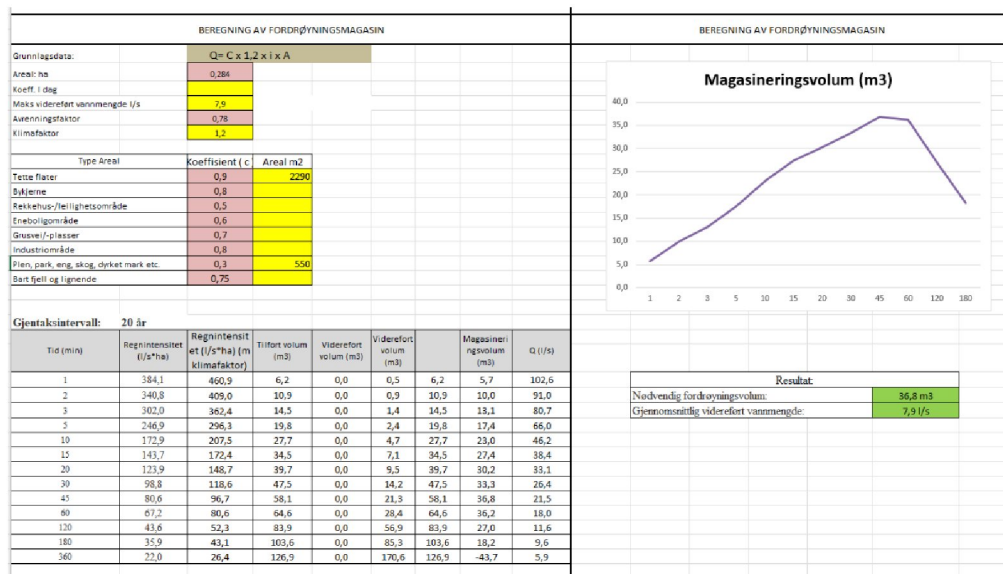 BEREGNING AV FORDRØYNINGSMAGASIN
Grunnlagsdata: Q= C x 1,2 x i x A
Areal: ha 0,284
Koeff. I dag
Maks videreført vannmengde l/s 7,9
Avrenningsfaktor 0,78
Klimafaktor 1,2
Type Areal Koeffisient ( c Areal m2
Tette flater 0,9 2290
Bykjerne 0,8
Rekkehus-/leilighetsområde 0,5
Eneboligområde 0,6
Grusvei/-plasser 0,7
Industriområde 0,8
Plen, park, eng, skog, dyrket mark etc. 0,3 550
Bart fjell og lignende 0,75
Gjentaksintervall: 20 år
Tid (min) Regnintensitet (l/s*ha) Regnintensit et (l/s*ha) (m klimafaktor) Tilført volum (m3) Viderefort volum (m3) Viderefort volum (m3) Magasineri ngsvolum (m3) Q (l/s)
1 384,1 460,9 6,2 0,0 0,5 6,2 5,7 102,6
2 340,8 409,0 10,9 0,0 0,9 10,9 10,0 91,0
3 302,0 362,4 14,5 0,0 1,4 14,5 13,1 80,7
5 246,9 296,3 19,8 0,0 2,4 19,8 17,4 66,0
10 172,9 207,5 27,7 0,0 4,7 27,7 23,0 46,2
15 143,7 172,4 34,5 0,0 7,1 34,5 27,4 38,4
20 123,9 148,7 39,7 0,0 9,5 39,7 30,2 33,1
30 98,8 118,6 47,5 0,0 14,2 47,5 33,3 26,4
45 80,6 96,7 58,1 0,0 21,3 58,1 36,8 21,5
60 67,2 80,6 64,6 0,0 28,4 64,6 36,2 18,0
120 43,6 52,3 83,9 0,0 56,9 83,9 27,0 11,6
180 35,9 43,1 103,6 0,0 85,3 103,6 18,2 9,6
360 22,0 26,4 126,9 0,0 170,6 126,9 -43,7 5,9
BEREGNING AV FORDRØYNINGSMAGASIN
Magasineringsvolum (m3)
40,0
35,0
30,0
25,0
20,0
15,0
10,0
5,0
0,0
1 2 3 5 10 15 20 30 45 60 120 180
Resultat:
Nødvendig fordrøyningsvolum: 36,8 m3
Gjennomsnittlig viderefort vannmengde: 7,9 l/s